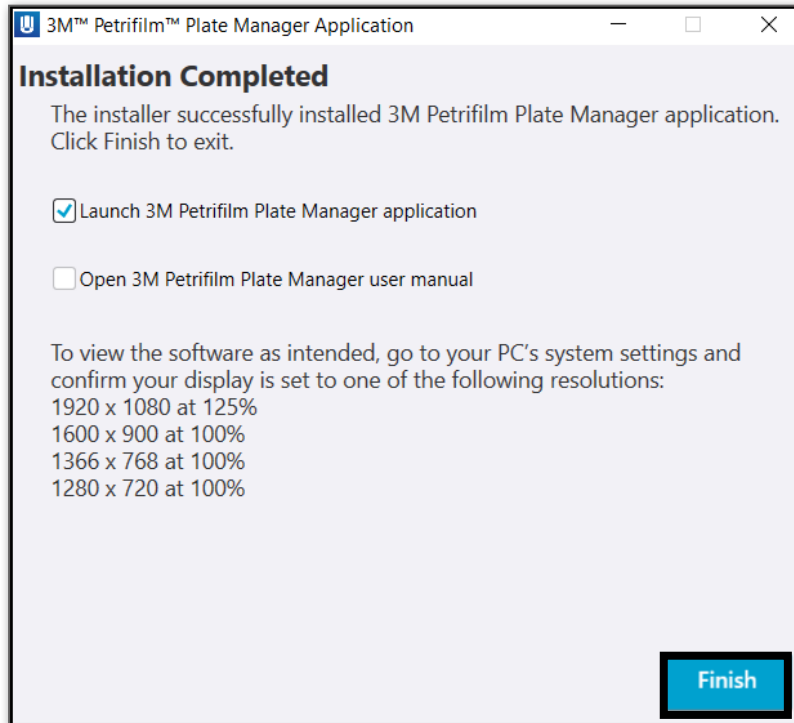 3M™ Petrifilm™ Plate Manager Application
Installation Completed
The installer successfully installed 3M Petrifilm Plate Manager application.
Click Finish to exit.
Launch 3M Petrifilm Plate Manager application
Open 3M Petrifilm Plate Manager user manual
To view the software as intended, go to your PC’s system settings and
confirm your display is set to one of the following resolutions:
1920 x 1080 at 125%
1600 x 900 at 100%
1366 x 768 at 100%
1280 x 720 at 100%
Finish